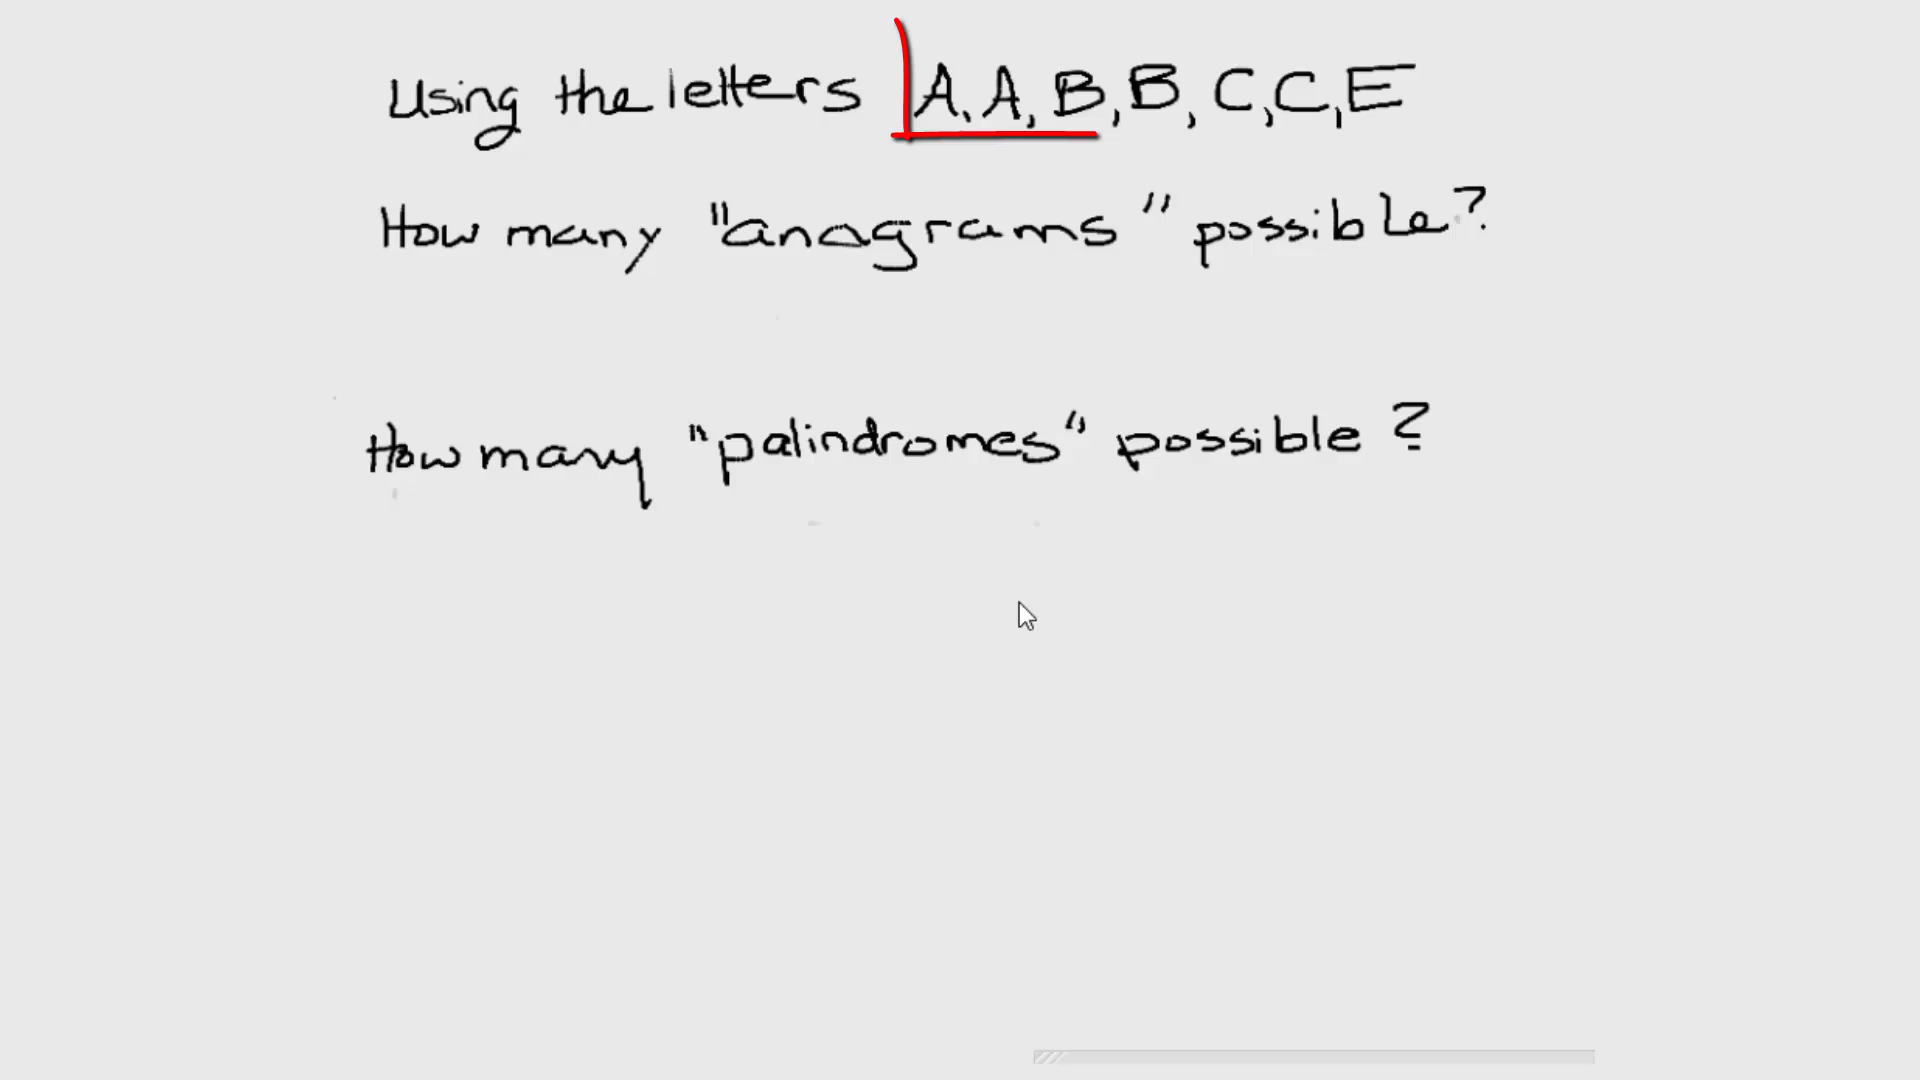 Using the letters A, A, B, B, C, C, E
How many "anagrams" possible?
How many "palindromes" possible?